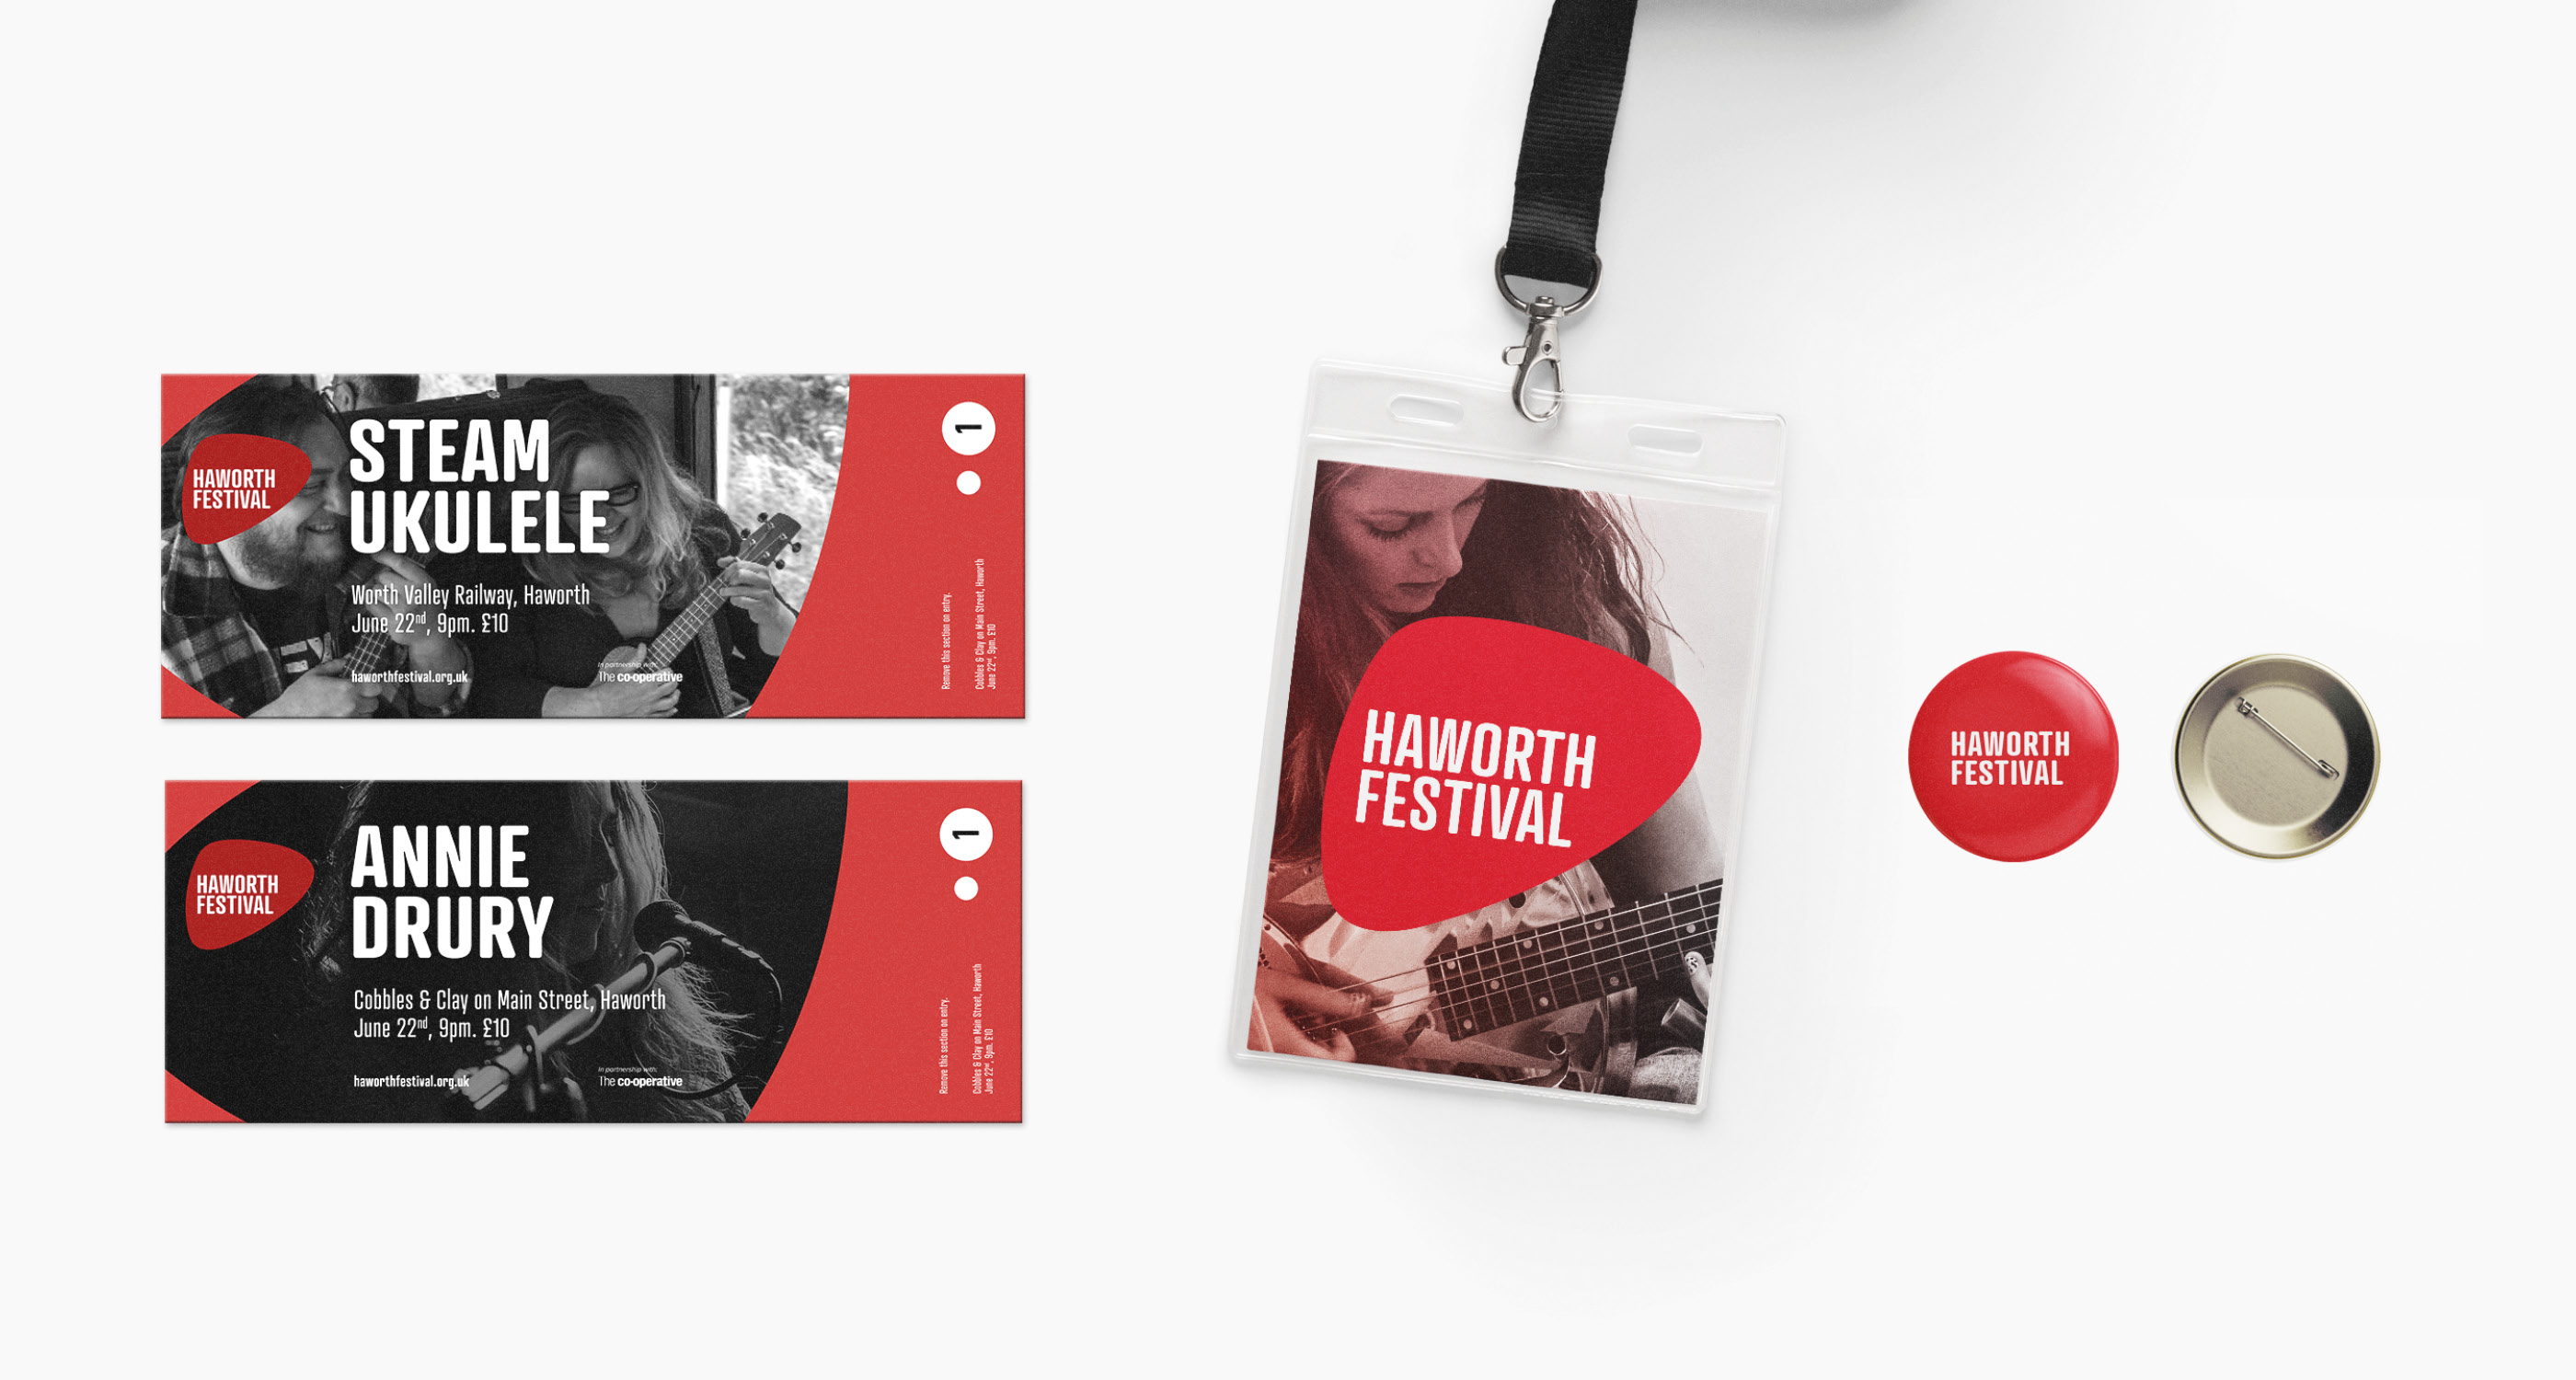 HAWORTH
FESTIVAL
STEAM
UKULELE
Worth Valley Railway, Haworth
June 22nd, 9pm. £10
haworthfestival.org.uk
In partnership with:
The co-operative
1
Remove this section on entry.
Cobbles & Clay on Main Street, Haworth
June 22nd, 9pm. £10
HAWORTH
FESTIVAL
ANNIE
DRURY
Cobbles & Clay on Main Street, Haworth
June 22nd, 9pm. £10
haworthfestival.org.uk
In partnership with:
The co-operative
1
Remove this section on entry.
Cobbles & Clay on Main Street, Haworth
June 22nd, 9pm. £10
HAWORTH
FESTIVAL
HAWORTH
FESTIVAL